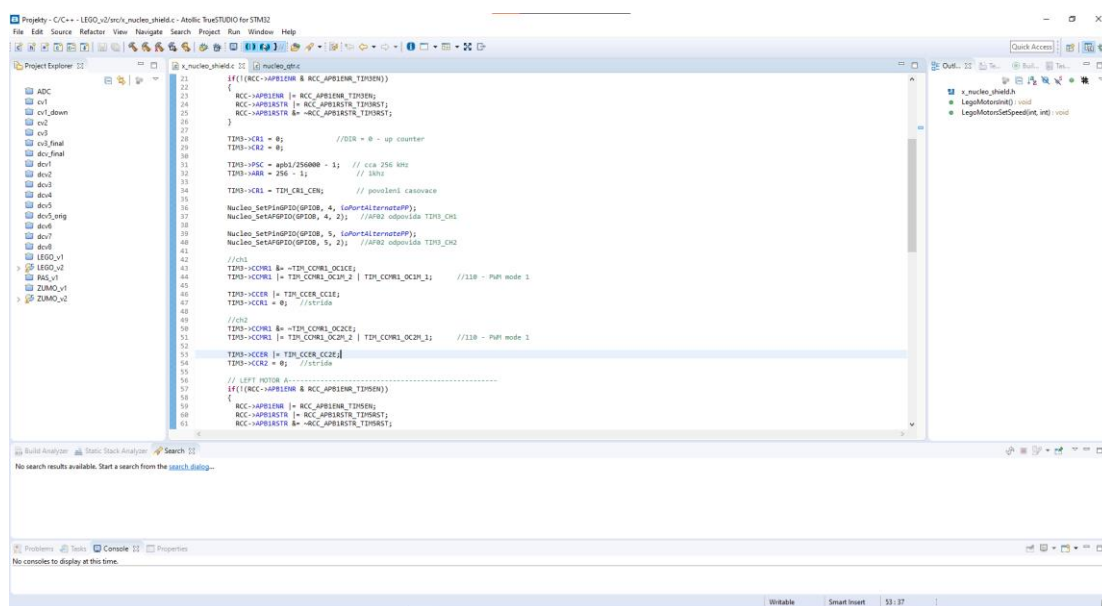 Projekty - C/C++ - LEGO_v2/src/x_nucleo_shield.c - Atollic TrueSTUDIO for STM32
File Edit Source Refactor View Navigate Search Project Run Window Help
Quick Access
Project Explorer
ADC
cv1
cv1_down
cv2
cv3
cv3_final
dcv_final
dcv1
dcv2
dcv3
dcv4
dcv5
dcv5_orig
dcv6
dcv7
dcv8
LEGO_v1
LEGO_v2
PAS_v1
ZUMO_v1
ZUMO_v2
x_nucleo_shield.c nucleo_qtr.c
21 if(!(RCC->APB1ENR & RCC_APB1ENR_TIM3EN))
22 {
23 RCC->APB1ENR |= RCC_APB1ENR_TIM3EN;
24 RCC->APB1RSTR |= RCC_APB1RSTR_TIM3RST;
25 RCC->APB1RSTR &= ~RCC_APB1RSTR_TIM3RST;
26 }
27
28 TIM3->CR1 = 0; //DIR = 0 - up counter
29 TIM3->CR2 = 0;
30
31 TIM3->PSC = apb1/256000 - 1; // cca 256 kHz
32 TIM3->ARR = 256 - 1; // 1khz
33
34 TIM3->CR1 = TIM_CR1_CEN; // povoleni casovace
35
36 Nucleo_SetPinGPIO(GPIOB, 4, ioPortAlternatePP);
37 Nucleo_SetAFGPIO(GPIOB, 4, 2); //AF02 odpovida TIM3_CH1
38
39 Nucleo_SetPinGPIO(GPIOB, 5, ioPortAlternatePP);
40 Nucleo_SetAFGPIO(GPIOB, 5, 2); //AF02 odpovida TIM3_CH2
41
42 //ch1
43 TIM3->CCMR1 &= ~TIM_CCMR1_OC1CE;
44 TIM3->CCMR1 |= TIM_CCMR1_OC1M_2 | TIM_CCMR1_OC1M_1; //110 - PWM mode 1
45
46 TIM3->CCER |= TIM_CCER_CC1E;
47 TIM3->CCR1 = 0; //strida
48
49 //ch2
50 TIM3->CCMR1 &= ~TIM_CCMR1_OC2CE;
51 TIM3->CCMR1 |= TIM_CCMR1_OC2M_2 | TIM_CCMR1_OC2M_1; //110 - PWM mode 1
52
53 TIM3->CCER |= TIM_CCER_CC2E;
54 TIM3->CCR2 = 0; //strida
55
56 // LEFT MOTOR A--------------------------------------------------
57 if(!(RCC->APB1ENR & RCC_APB1ENR_TIM5EN))
58 {
59 RCC->APB1ENR |= RCC_APB1ENR_TIM5EN;
60 RCC->APB1RSTR |= RCC_APB1RSTR_TIM5RST;
61 RCC->APB1RSTR &= ~RCC_APB1RSTR_TIM5RST;
Outl... Te... Buil... Tas...
x_nucleo_shield.h
LegoMotorsInit() : void
LegoMotorsSetSpeed(int, int) : void
Build Analyzer Static Stack Analyzer Search
No search results available. Start a search from the search dialog...
Problems Tasks Console Properties
No consoles to display at this time.
Writable Smart Insert 53 : 37